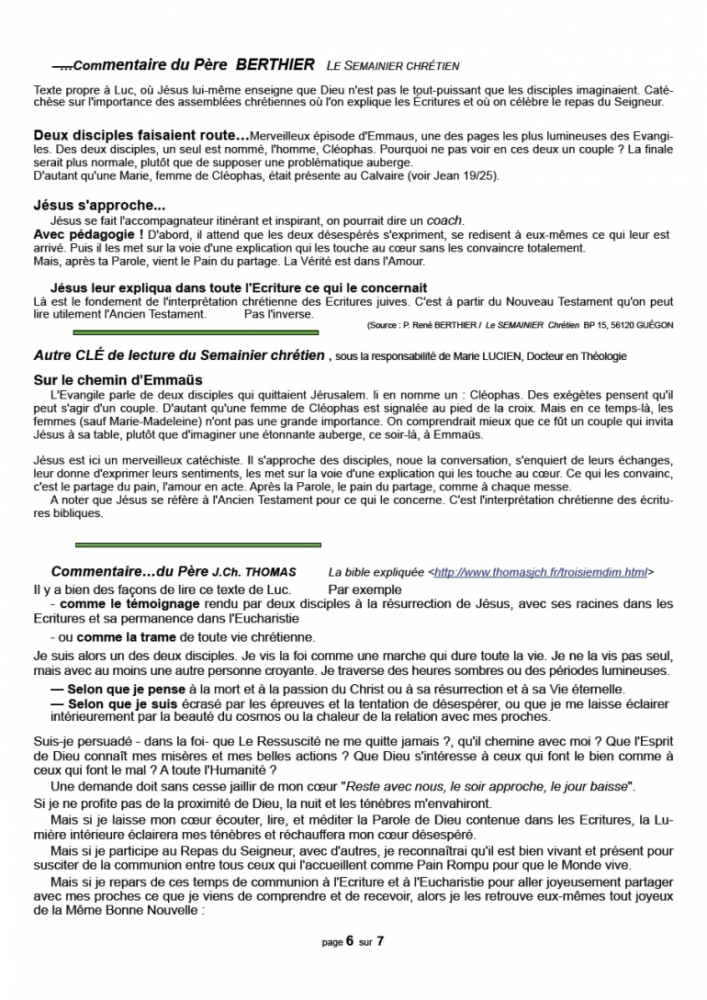 —...Commentaire du Père BERTHIER LE SEMAINIER CHRÉTIEN
Texte propre à Luc, où Jésus lui-même enseigne que Dieu n'est pas le tout-puissant que les disciples imaginaient. Caté-
chèse sur l'importance des assemblées chrétiennes où l'on explique les Écritures et où on célèbre le repas du Seigneur.
Deux disciples faisaient route…Merveilleux épisode d'Emmaus, une des pages les plus lumineuses des Evangi-
les. Des deux disciples, un seul est nommé, l'homme, Cléophas. Pourquoi ne pas voir en ces deux un couple ? La finale
serait plus normale, plutôt que de supposer une problématique auberge.
D'autant qu'une Marie, femme de Cléophas, était présente au Calvaire (voir Jean 19/25).
Jésus s'approche...
Jésus se fait l'accompagnateur itinérant et inspirant, on pourrait dire un coach.
Avec pédagogie ! D'abord, il attend que les deux désespérés s'expriment, se redisent à eux-mêmes ce qui leur est
arrivé. Puis il les met sur la voie d'une explication qui les touche au cœur sans les convaincre totalement.
Mais, après ta Parole, vient le Pain du partage. La Vérité est dans l'Amour.
Jésus leur expliqua dans toute l'Ecriture ce qui le concernait
Là est le fondement de l'interprétation chrétienne des Ecritures juives. C'est à partir du Nouveau Testament qu'on peut
lire utilement l'Ancien Testament. Pas l'inverse.
(Source : P. René BERTHIER / Le SEMAINIER Chrétien BP 15, 56120 GUÉGON
Autre CLÉ de lecture du Semainier chrétien , sous la responsabilité de Marie LUCIEN, Docteur en Théologie
Sur le chemin d'Emmaüs
L'Evangile parle de deux disciples qui quittaient Jérusalem. Ii en nomme un : Cléophas. Des exégètes pensent qu'il
peut s'agir d'un couple. D'autant qu'une femme de Cléophas est signalée au pied de la croix. Mais en ce temps-là, les
femmes (sauf Marie-Madeleine) n'ont pas une grande importance. On comprendrait mieux que ce fût un couple qui invita
Jésus à sa table, plutôt que d'imaginer une étonnante auberge, ce soir-là, à Emmaüs.
Jésus est ici un merveilleux catéchiste. Il s'approche des disciples, noue la conversation, s'enquiert de leurs échanges,
leur donne d'exprimer leurs sentiments, les met sur la voie d'une explication qui les touche au cœur. Ce qui les convainc,
c'est le partage du pain, l'amour en acte. Après la Parole, le pain du partage, comme à chaque messe.
A noter que Jésus se réfère à l'Ancien Testament pour ce qui le concerne. C'est l'interprétation chrétienne des écritu-
res bibliques.
Commentaire…du Père J.Ch. THOMAS La bible expliquée <http://www.thomasjch.fr/troisiemdim.html>
Il y a bien des façons de lire ce texte de Luc. Par exemple
- comme le témoignage rendu par deux disciples à la résurrection de Jésus, avec ses racines dans les
Ecritures et sa permanence dans l'Eucharistie
- ou comme la trame de toute vie chrétienne.
Je suis alors un des deux disciples. Je vis la foi comme une marche qui dure toute la vie. Je ne la vis pas seul,
mais avec au moins une autre personne croyante. Je traverse des heures sombres ou des périodes lumineuses.
— Selon que je pense à la mort et à la passion du Christ ou à sa résurrection et à sa Vie éternelle.
— Selon que je suis écrasé par les épreuves et la tentation de désespérer, ou que je me laisse éclairer
intérieurement par la beauté du cosmos ou la chaleur de la relation avec mes proches.
Suis-je persuadé - dans la foi- que Le Ressuscité ne me quitte jamais ?, qu'il chemine avec moi ? Que l'Esprit
de Dieu connaît mes misères et mes belles actions ? Que Dieu s'intéresse à ceux qui font le bien comme à
ceux qui font le mal ? A toute l'Humanité ?
Une demande doit sans cesse jaillir de mon cœur "Reste avec nous, le soir approche, le jour baisse".
Si je ne profite pas de la proximité de Dieu, la nuit et les ténèbres m'envahiront.
Mais si je laisse mon cœur écouter, lire, et méditer la Parole de Dieu contenue dans les Ecritures, la Lu-
mière intérieure éclairera mes ténèbres et réchauffera mon cœur désespéré.
Mais si je participe au Repas du Seigneur, avec d'autres, je reconnaîtrai qu'il est bien vivant et présent pour
susciter de la communion entre tous ceux qui l'accueillent comme Pain Rompu pour que le Monde vive.
Mais si je repars de ces temps de communion à l'Ecriture et à l'Eucharistie pour aller joyeusement partager
avec mes proches ce que je viens de comprendre et de recevoir, alors je les retrouve eux-mêmes tout joyeux
de la Même Bonne Nouvelle :
page 6 sur 7